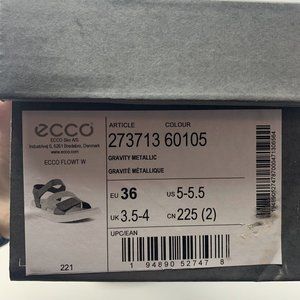 ecco
ECCO Sko A/S
Industrivej 5, 6261 Bredebro, Denmark
www.ecco.com
ECCO FLOWT W
221
ARTICLE COLOUR
273713 60105
GRAVITY METALLIC
GRAVITÉ MÉTALLIQUE
EU 36 US 5-5.5
UK 3.5-4 CN 225 (2)
UPC/EAN
1 94890 52747 8